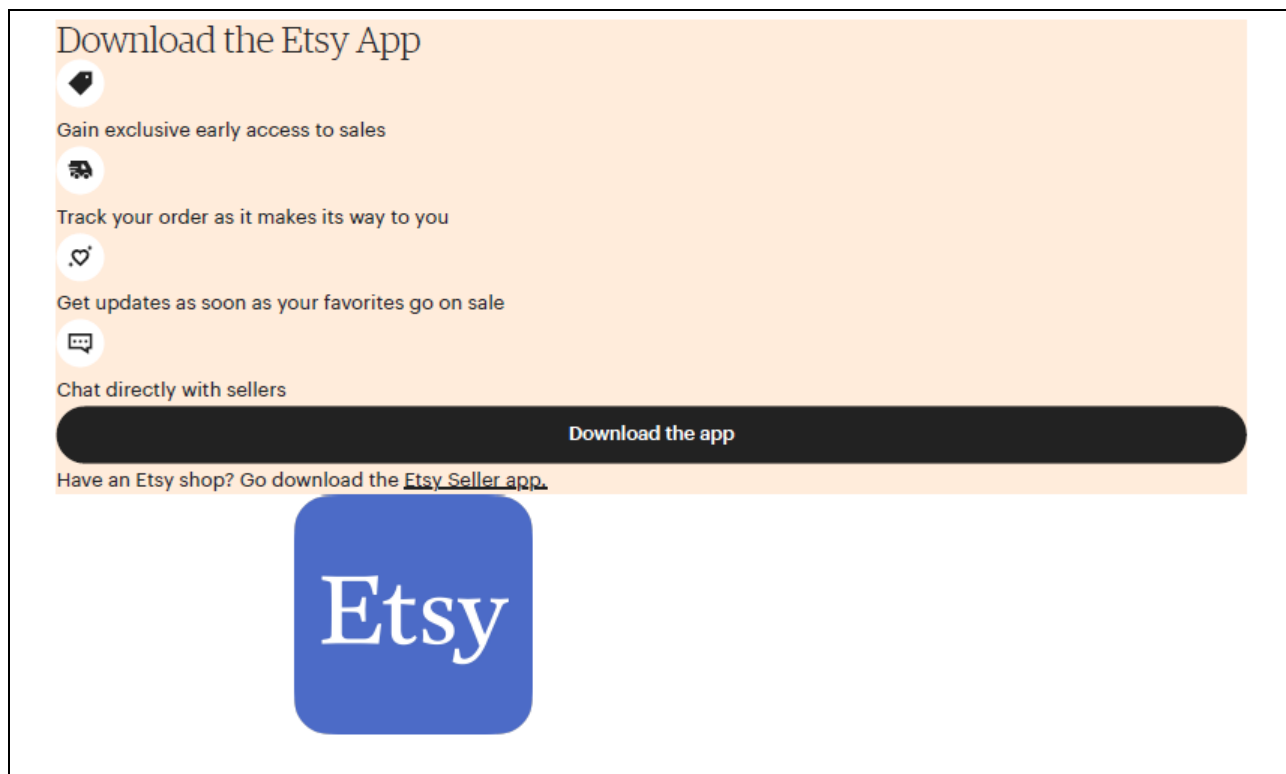 Download the Etsy App
Gain exclusive early access to sales
Track your order as it makes its way to you
Get updates as soon as your favorites go on sale
Chat directly with sellers
Download the app
Have an Etsy shop? Go download the Etsy Seller app.
Etsy